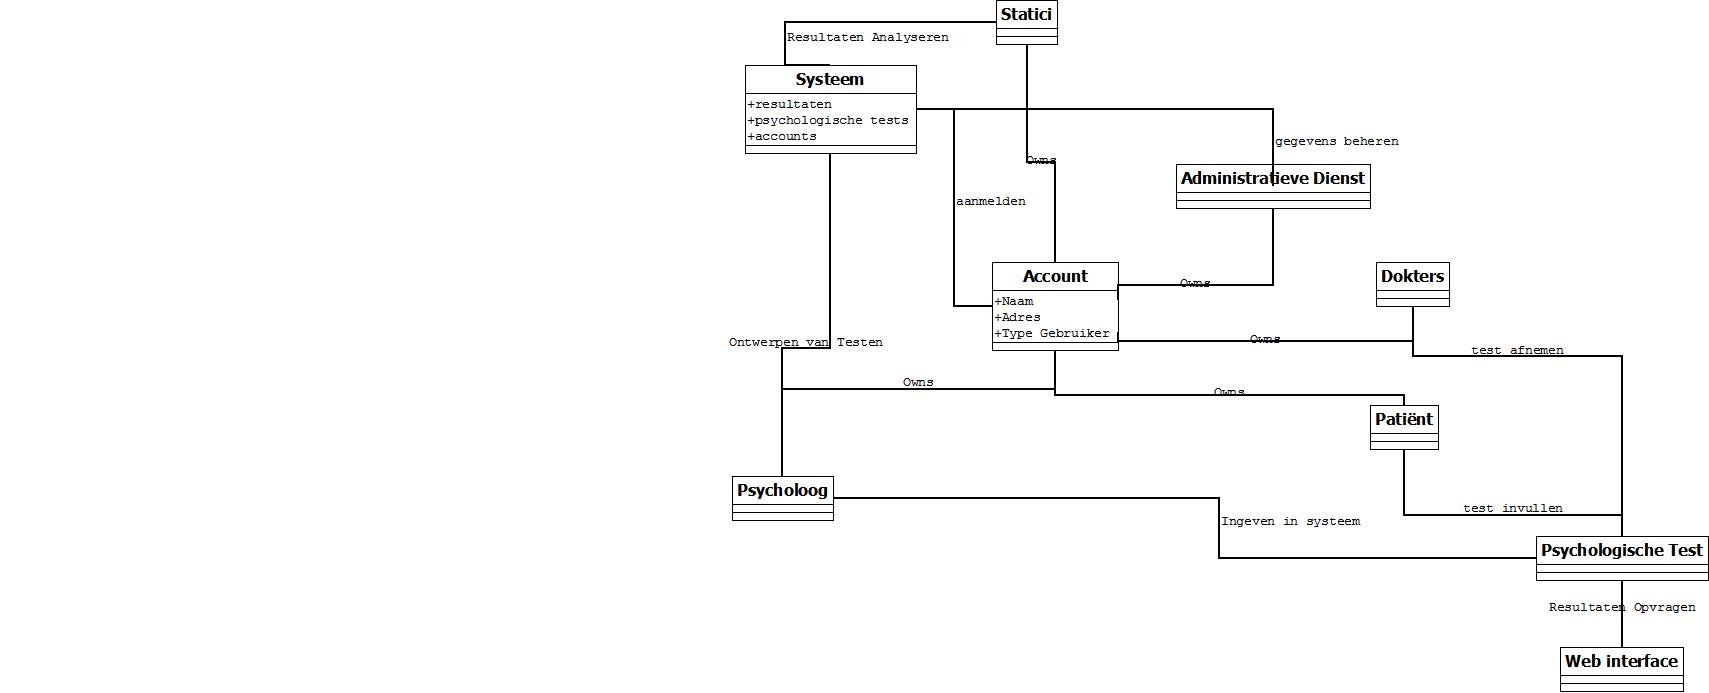 Statici
Resultaten Analyseren
Systeem
+resultaten
+psychologische tests
+accounts
gegevens beheren
Owns
Administratieve Dienst
aanmelden
Account
+Naam
+Adres
+Type Gebruiker
Owns
Dokters
Owns
Ontwerpen van Testen
test afnemen
Owns
Owns
Patiënt
Psycholoog
test invullen
Ingeven in systeem
Psychologische Test
Resultaten Opvragen
Web interface